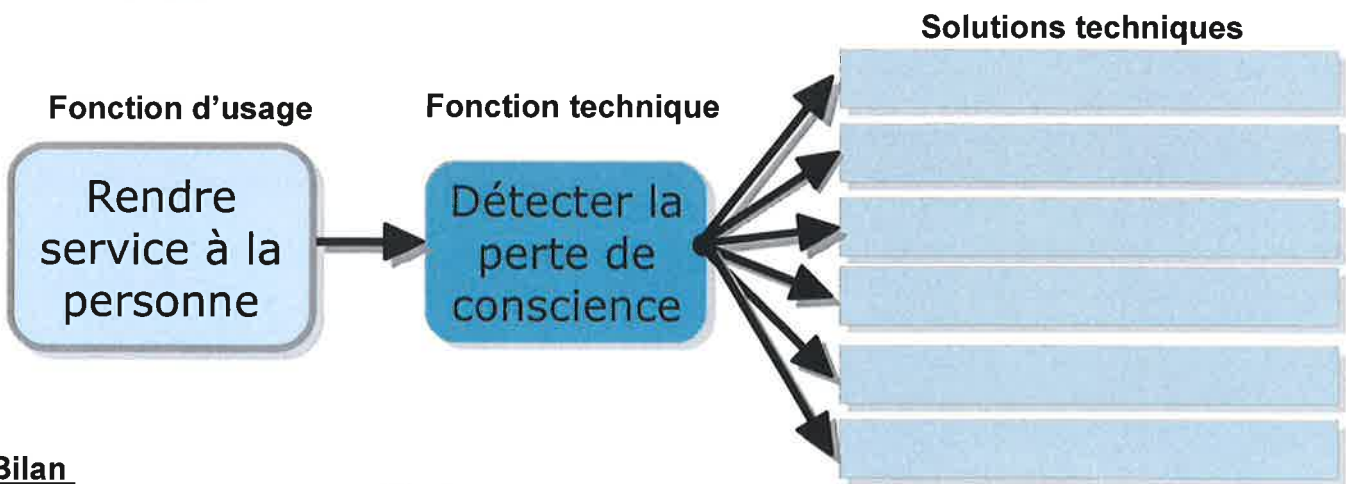 Solutions techniques
Fonction d'usage
Fonction technique
Rendre
service à la
personne
Détecter la
perte de
conscience
Bilan